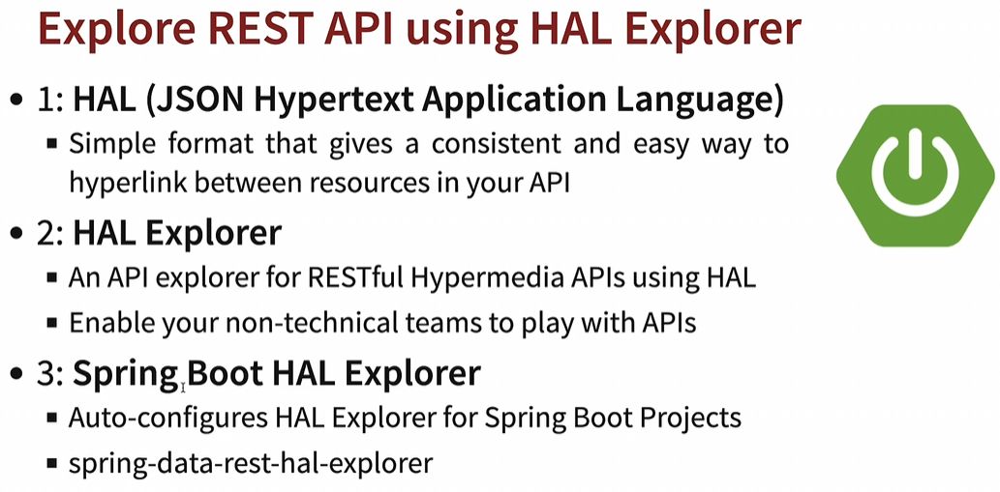 Explore REST API using HAL Explorer
• 1: HAL (JSON Hypertext Application Language)
▪ Simple format that gives a consistent and easy way to
hyperlink between resources in your API
• 2: HAL Explorer
▪ An API explorer for RESTful Hypermedia APIs using HAL
▪ Enable your non-technical teams to play with APIs
• 3: Spring Boot HAL Explorer
▪ Auto-configures HAL Explorer for Spring Boot Projects
▪ spring-data-rest-hal-explorer